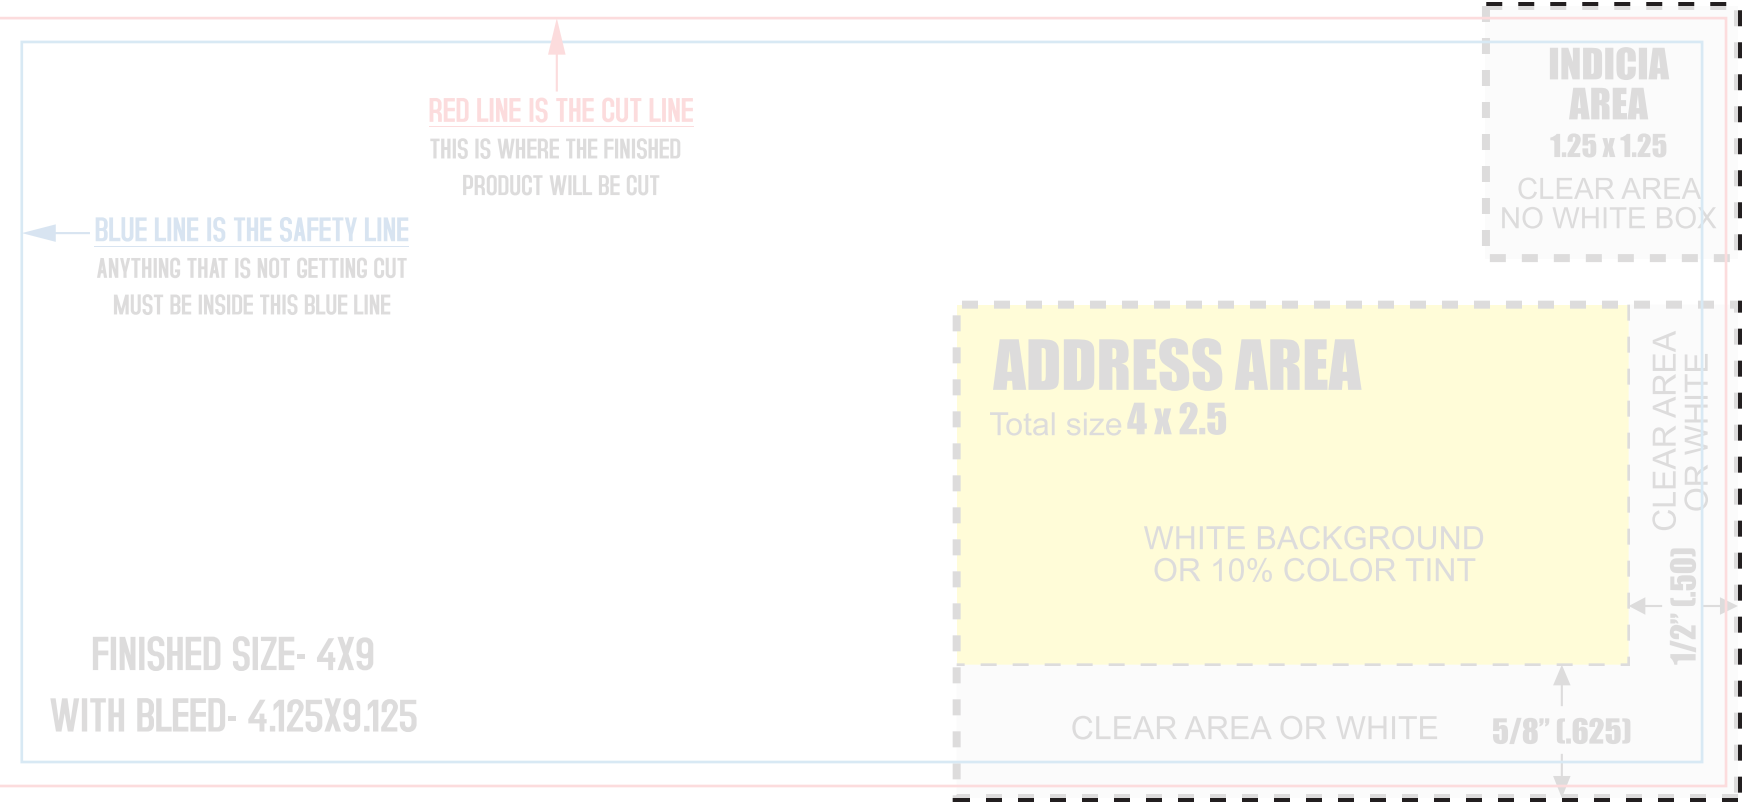 INDICIA
AREA
1.25 x 1.25
CLEAR AREA
NO WHITE BOX
RED LINE IS THE CUT LINE
THIS IS WHERE THE FINISHED
PRODUCT WILL BE CUT
BLUE LINE IS THE SAFETY LINE
ANYTHING THAT IS NOT GETTING CUT
MUST BE INSIDE THIS BLUE LINE
ADDRESS AREA
Total size 4 x 2.5
WHITE BACKGROUND
OR 10% COLOR TINT
CLEAR AREA
OR WHITE
1/2” (.50)
FINISHED SIZE- 4X9
WITH BLEED- 4.125X9.125
CLEAR AREA OR WHITE
5/8” (.625)